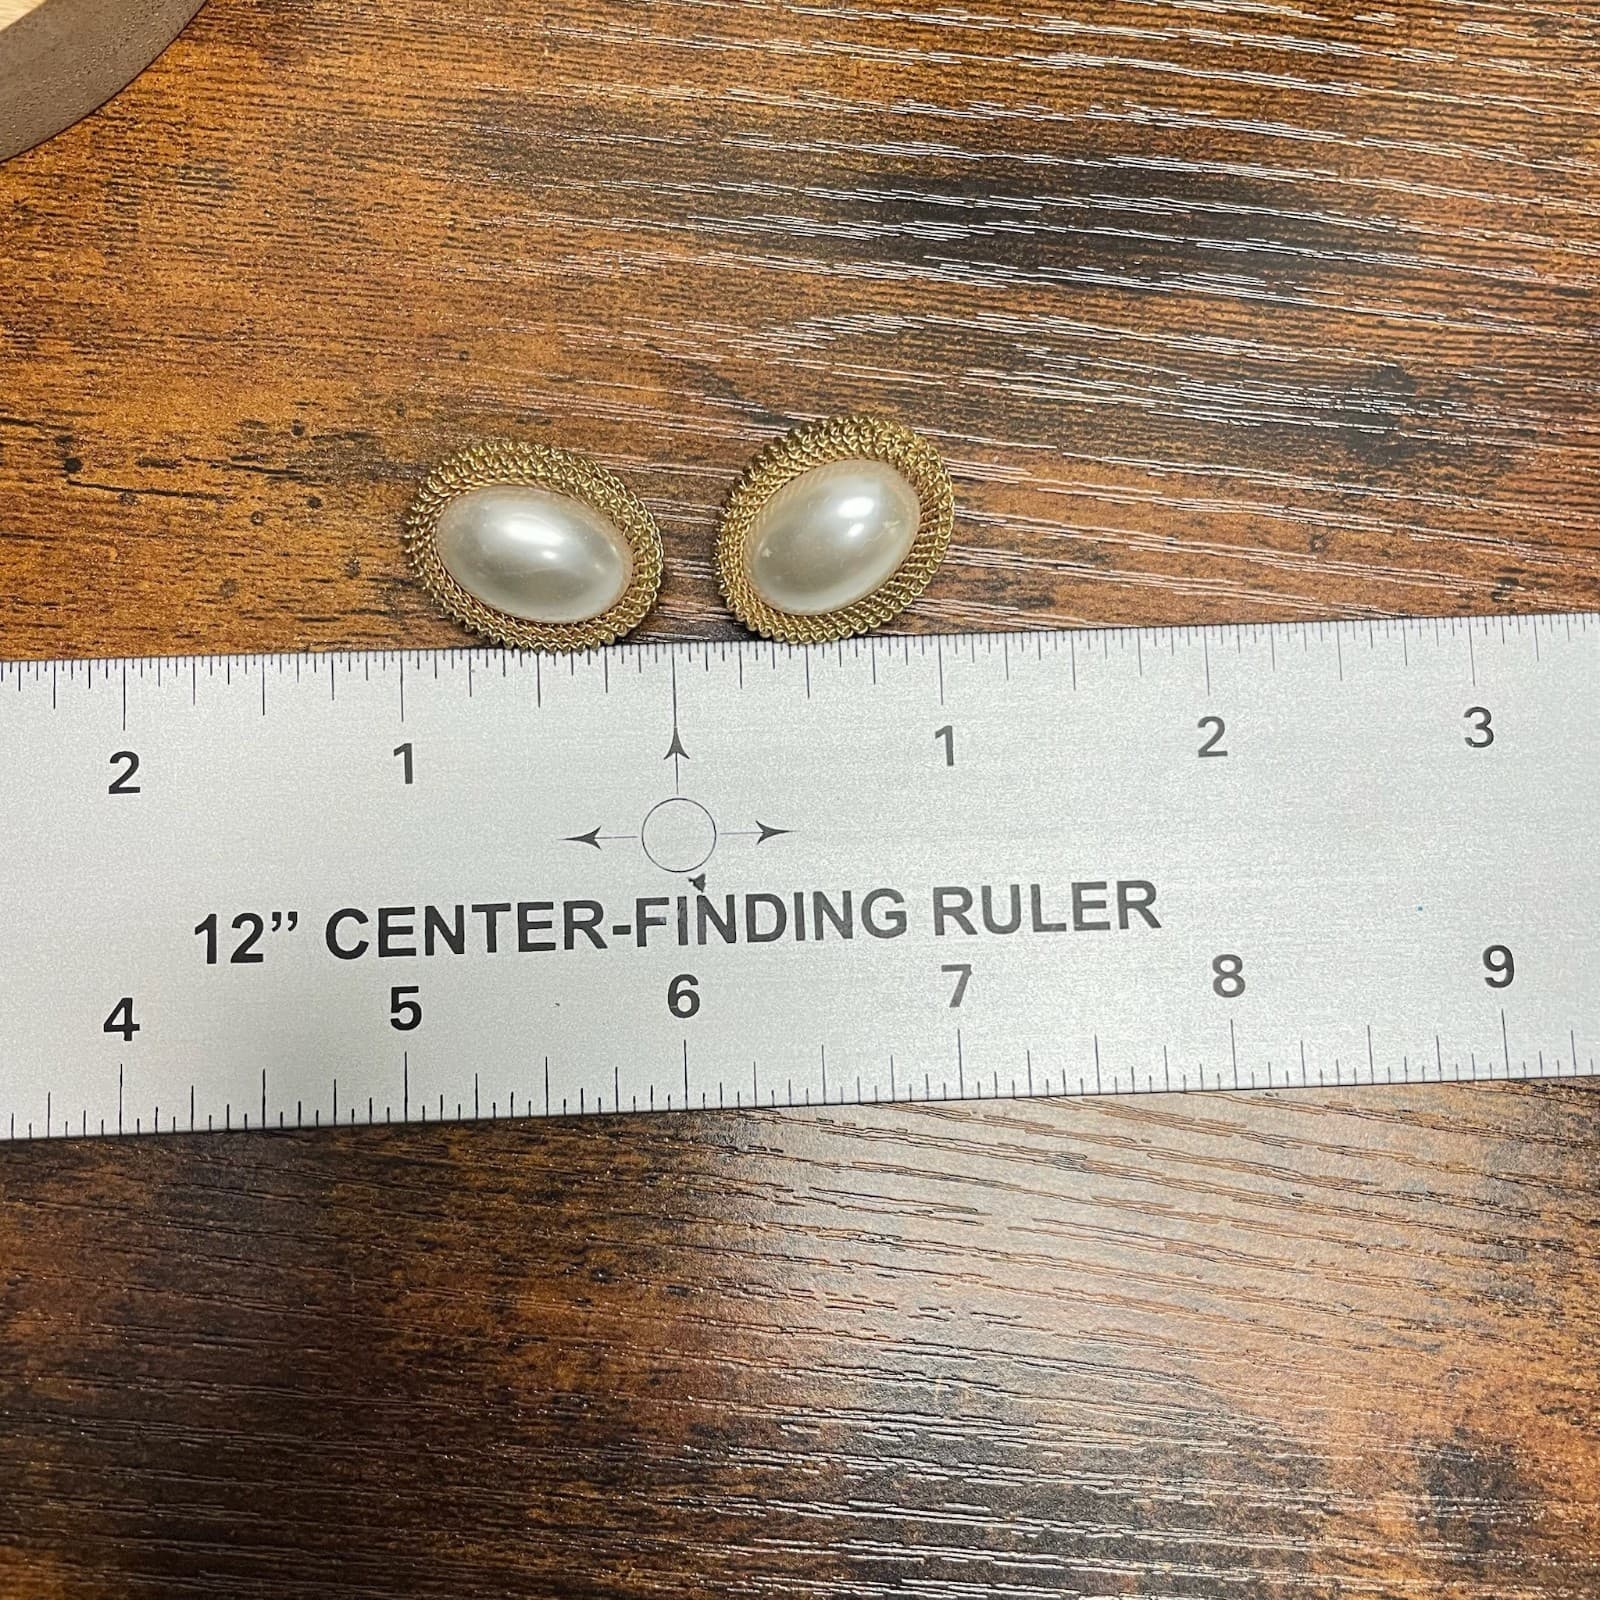 2 1 1 2 3
12” CENTER-FINDING RULER
4 5 6 7 8 9